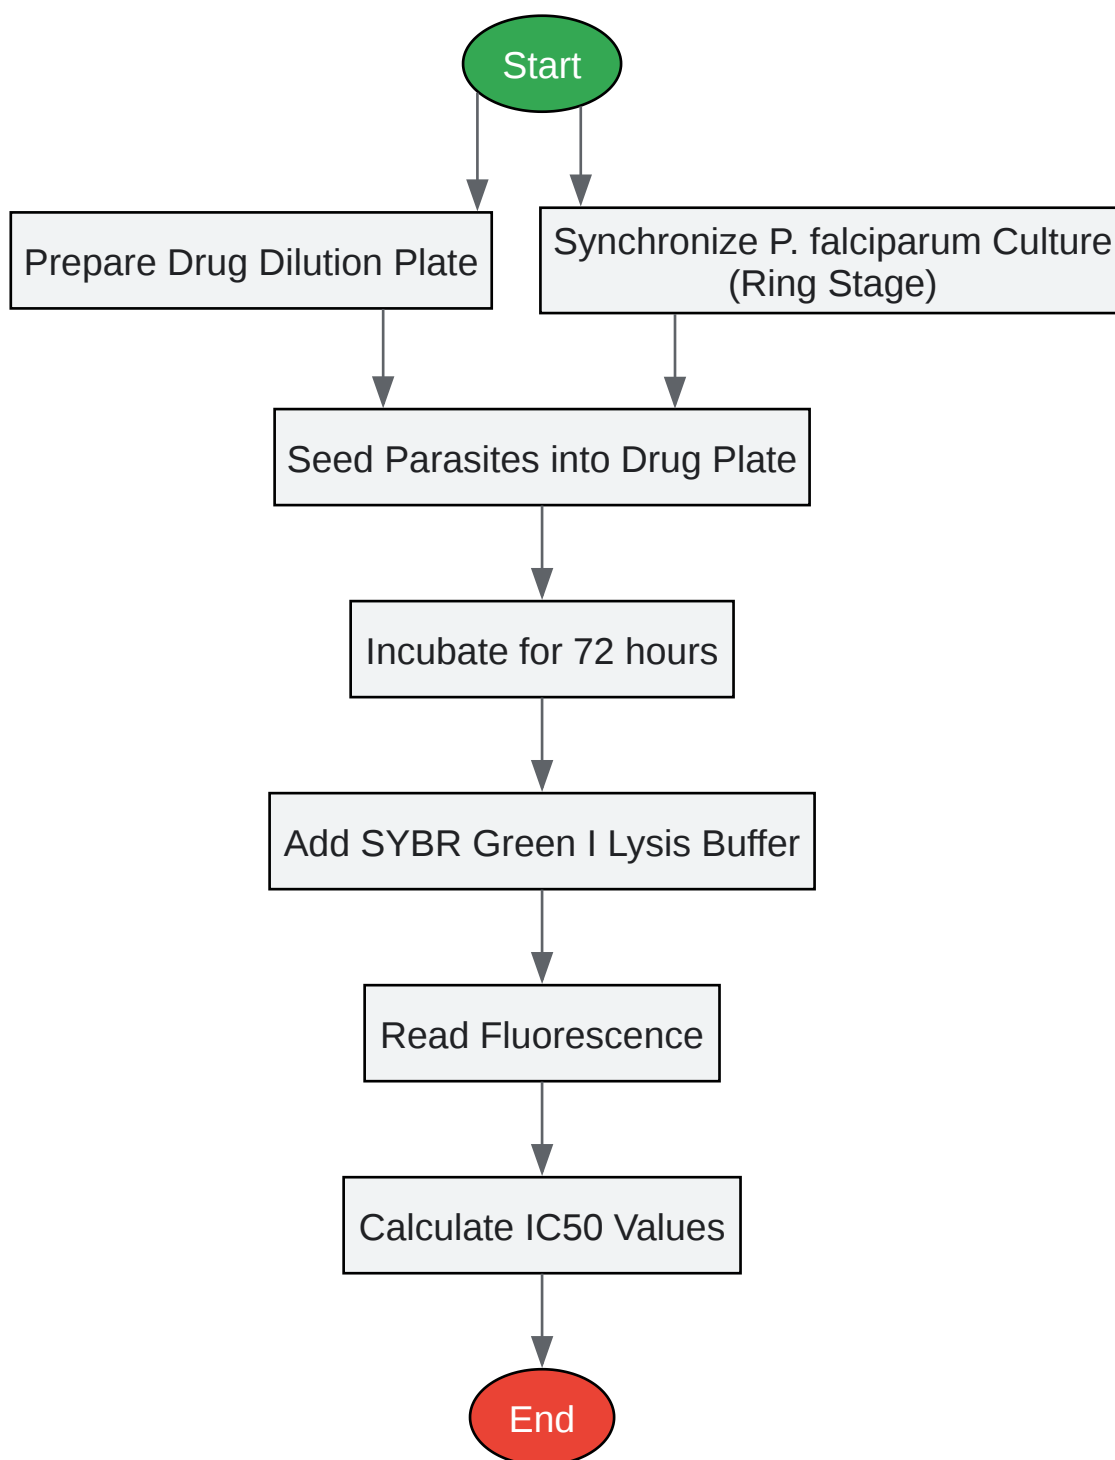 Start
Prepare Drug Dilution Plate
Synchronize P. falciparum Culture
(Ring Stage)
Seed Parasites into Drug Plate
Incubate for 72 hours
Add SYBR Green I Lysis Buffer
Read Fluorescence
Calculate IC50 Values
End